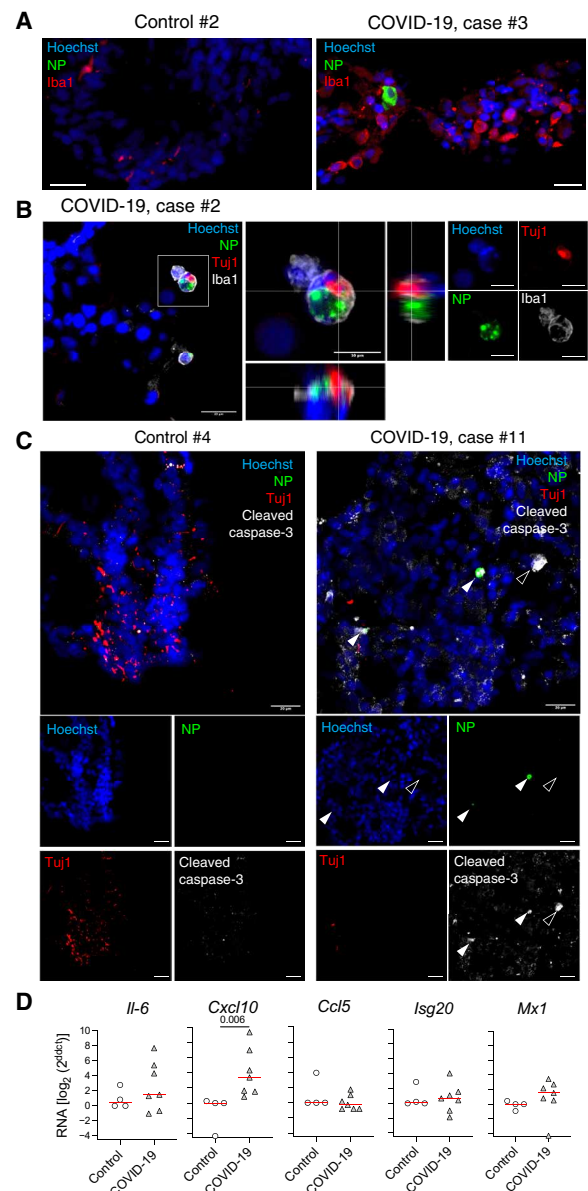 A
Control #2
COVID-19, case #3
Hoechst
NP
Iba1
Hoechst
NP
Iba1
B
COVID-19, case #2
Hoechst
NP
Tuj1
Iba1
Hoechst
Tuj1
NP
Iba1
C
Control #4
COVID-19, case #11
Hoechst
NP
Tuj1
Cleaved
caspase-3
Hoechst
NP
Tuj1
Cleaved
caspase-3
Hoechst
NP
Hoechst
NP
Tuj1
Cleaved
caspase-3
Tuj1
Cleaved
caspase-3
D
Il-6
Cxcl10
Ccl5
Isg20
Mx1
0.006
RNA [log2 (2ddct)]
10
8
6
4
2
0
−2
−4
Control
COVID-19
Control
COVID-19
Control
COVID-19
Control
COVID-19
Control
COVID-19